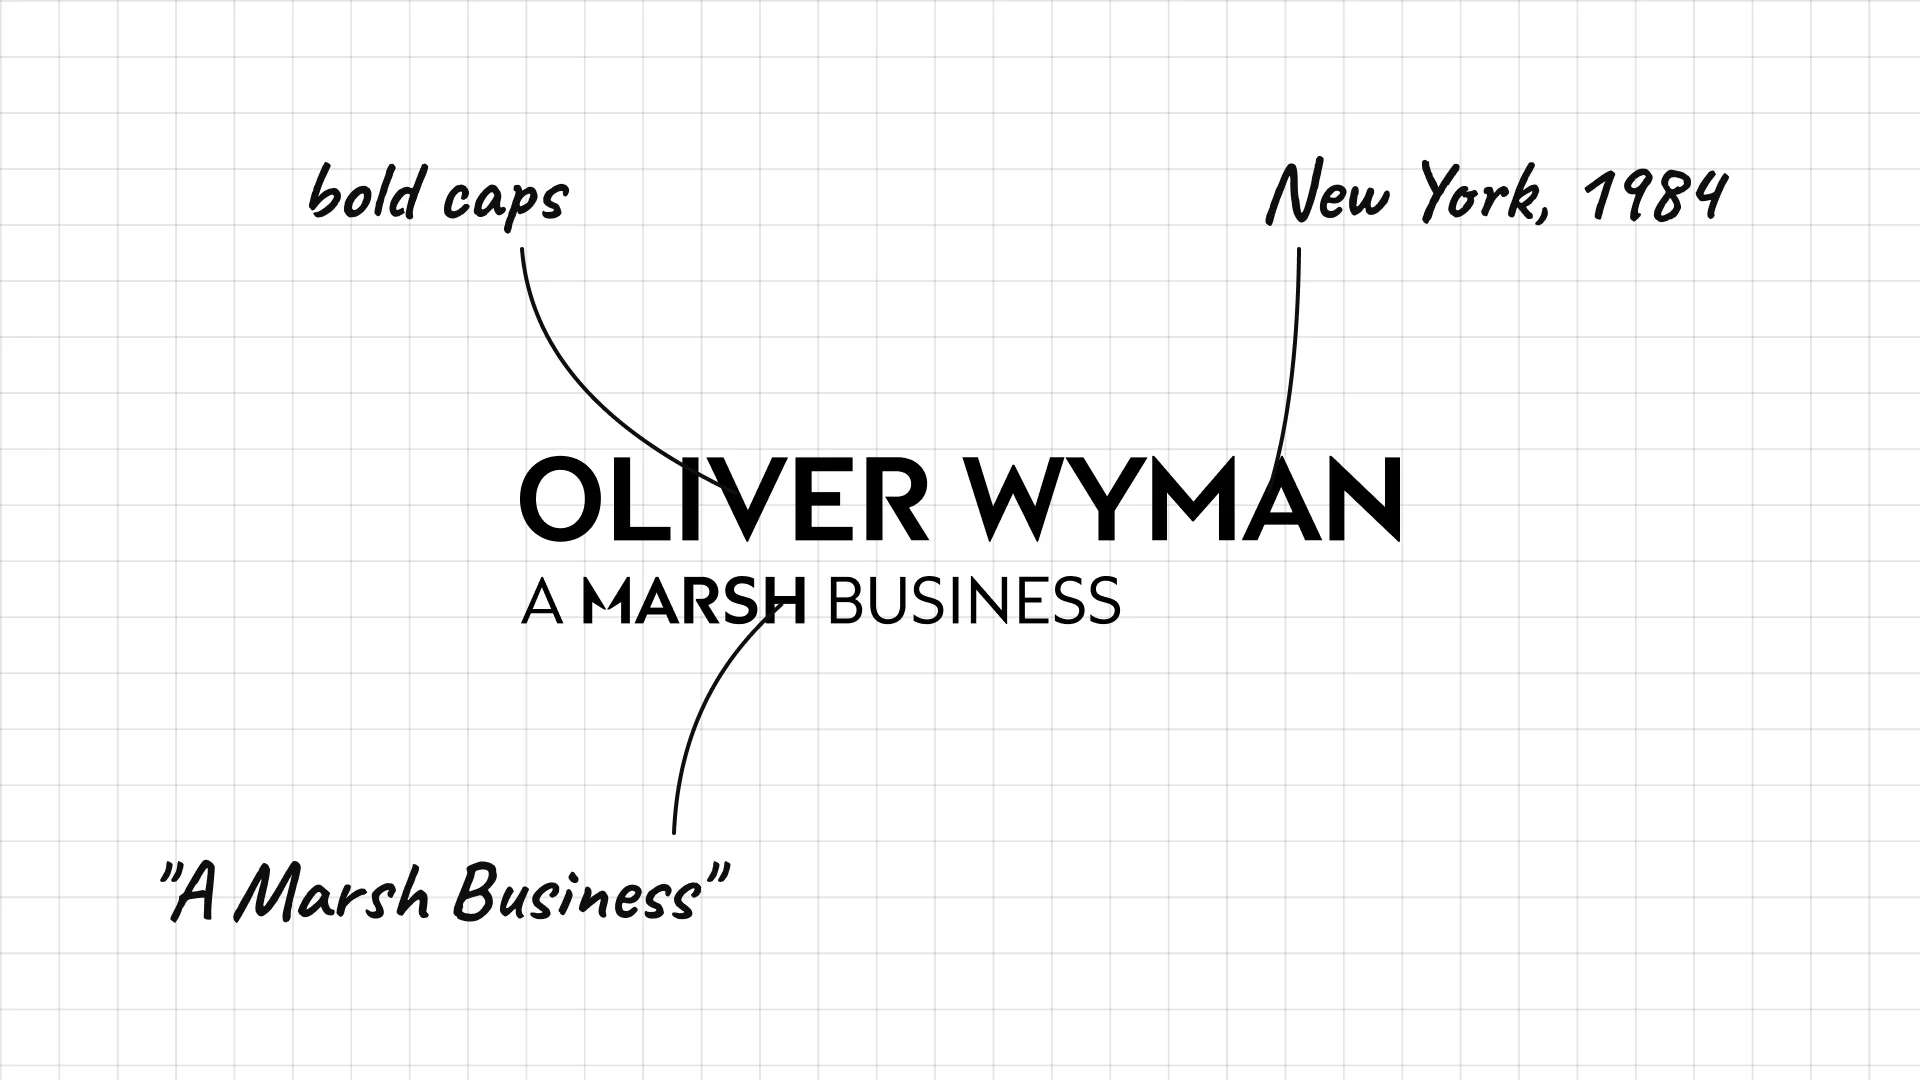 bold caps
New York, 1984
OLIVER WYMAN
A MARSH BUSINESS
"A Marsh Business"